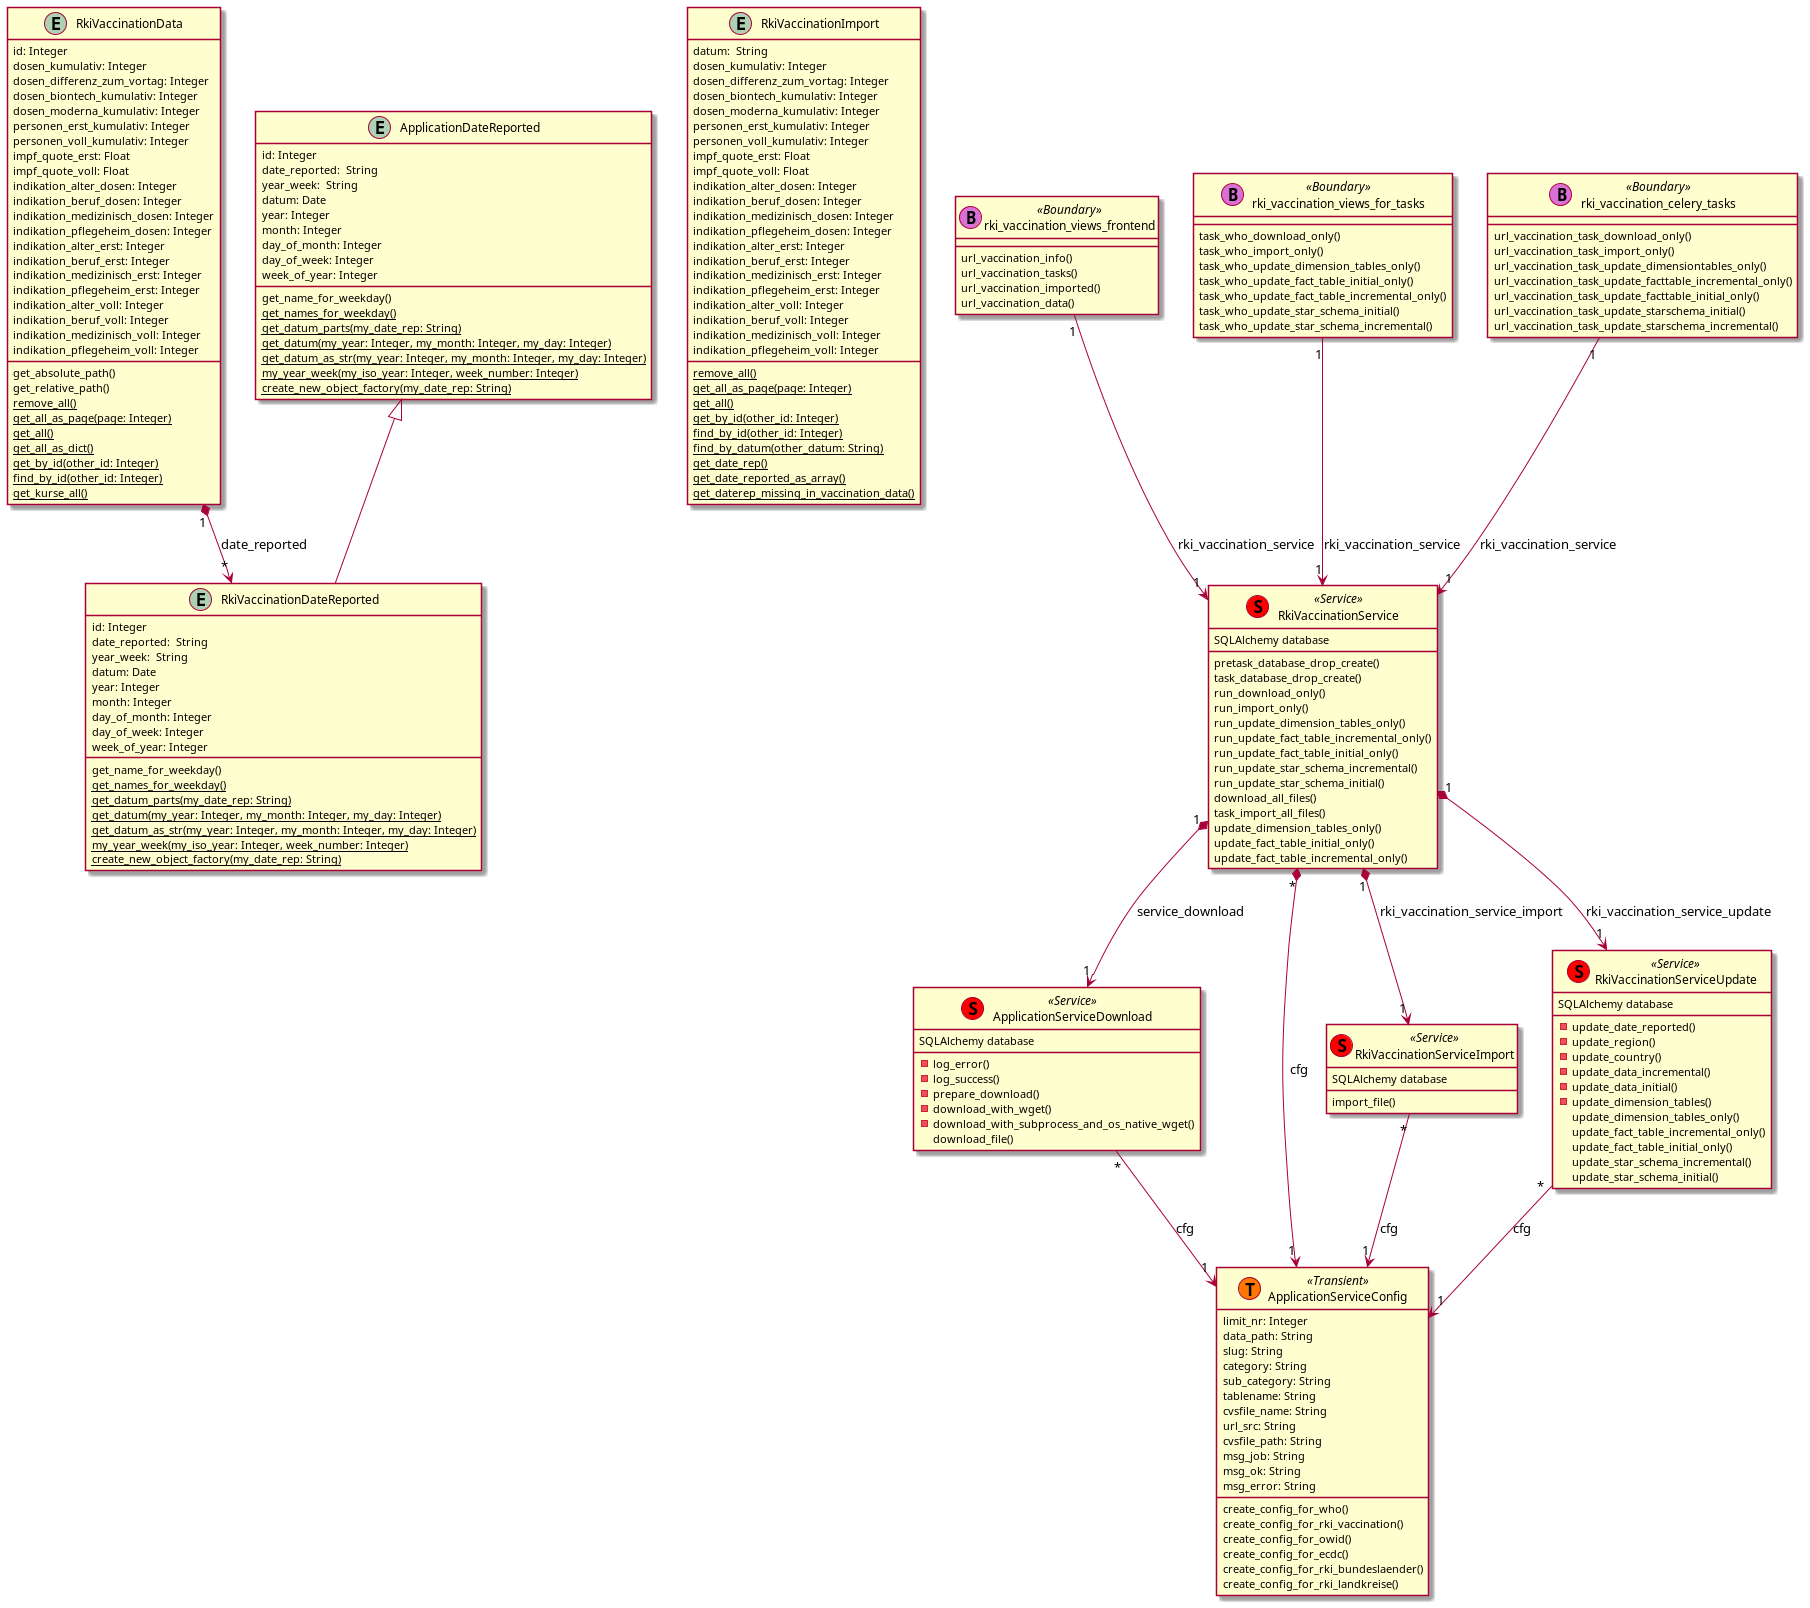 E RkiVaccinationData
id: Integer
dosen_kumulativ: Integer
dosen_differenz_zum_vortag: Integer
dosen_biontech_kumulativ: Integer
dosen_moderna_kumulativ: Integer
personen_erst_kumulativ: Integer
personen_voll_kumulativ: Integer
impf_quote_erst: Float
impf_quote_voll: Float
indikation_alter_dosen: Integer
indikation_beruf_dosen: Integer
indikation_medizinisch_dosen: Integer
indikation_pflegeheim_dosen: Integer
indikation_alter_erst: Integer
indikation_beruf_erst: Integer
indikation_medizinisch_erst: Integer
indikation_pflegeheim_erst: Integer
indikation_alter_voll: Integer
indikation_beruf_voll: Integer
indikation_medizinisch_voll: Integer
indikation_pflegeheim_voll: Integer
get_absolute_path()
get_relative_path()
remove_all()
get_all_as_page(page: Integer)
get_all()
get_all_as_dict()
get_by_id(other_id: Integer)
find_by_id(other_id: Integer)
get_kurse_all()
E ApplicationDateReported
id: Integer
date_reported:  String
year_week:  String
datum: Date
year: Integer
month: Integer
day_of_month: Integer
day_of_week: Integer
week_of_year: Integer
get_name_for_weekday()
get_names_for_weekday()
get_datum_parts(my_date_rep: String)
get_datum(my_year: Integer, my_month: Integer, my_day: Integer)
get_datum_as_str(my_year: Integer, my_month: Integer, my_day: Integer)
my_year_week(my_iso_year: Integer, week_number: Integer)
create_new_object_factory(my_date_rep: String)
E RkiVaccinationImport
datum:  String
dosen_kumulativ: Integer
dosen_differenz_zum_vortag: Integer
dosen_biontech_kumulativ: Integer
dosen_moderna_kumulativ: Integer
personen_erst_kumulativ: Integer
personen_voll_kumulativ: Integer
impf_quote_erst: Float
impf_quote_voll: Float
indikation_alter_dosen: Integer
indikation_beruf_dosen: Integer
indikation_medizinisch_dosen: Integer
indikation_pflegeheim_dosen: Integer
indikation_alter_erst: Integer
indikation_beruf_erst: Integer
indikation_medizinisch_erst: Integer
indikation_pflegeheim_erst: Integer
indikation_alter_voll: Integer
indikation_beruf_voll: Integer
indikation_medizinisch_voll: Integer
indikation_pflegeheim_voll: Integer
remove_all()
get_all_as_page(page: Integer)
get_all()
get_by_id(other_id: Integer)
find_by_id(other_id: Integer)
find_by_datum(other_datum: String)
get_date_rep()
get_date_reported_as_array()
get_daterep_missing_in_vaccination_data()
B «Boundary»
rki_vaccination_views_frontend
url_vaccination_info()
url_vaccination_tasks()
url_vaccination_imported()
url_vaccination_data()
B «Boundary»
rki_vaccination_views_for_tasks
task_who_download_only()
task_who_import_only()
task_who_update_dimension_tables_only()
task_who_update_fact_table_initial_only()
task_who_update_fact_table_incremental_only()
task_who_update_star_schema_initial()
task_who_update_star_schema_incremental()
B «Boundary»
rki_vaccination_celery_tasks
url_vaccination_task_download_only()
url_vaccination_task_import_only()
url_vaccination_task_update_dimensiontables_only()
url_vaccination_task_update_facttable_incremental_only()
url_vaccination_task_update_facttable_initial_only()
url_vaccination_task_update_starschema_initial()
url_vaccination_task_update_starschema_incremental()
1
1
1
1
date_reported
*
rki_vaccination_service
rki_vaccination_service
rki_vaccination_service
1
1
1
E RkiVaccinationDateReported
id: Integer
date_reported:  String
year_week:  String
datum: Date
year: Integer
month: Integer
day_of_month: Integer
day_of_week: Integer
week_of_year: Integer
get_name_for_weekday()
get_names_for_weekday()
get_datum_parts(my_date_rep: String)
get_datum(my_year: Integer, my_month: Integer, my_day: Integer)
get_datum_as_str(my_year: Integer, my_month: Integer, my_day: Integer)
my_year_week(my_iso_year: Integer, week_number: Integer)
create_new_object_factory(my_date_rep: String)
S «Service»
RkiVaccinationService
SQLAlchemy database
pretask_database_drop_create()
task_database_drop_create()
run_download_only()
run_import_only()
run_update_dimension_tables_only()
run_update_fact_table_incremental_only()
run_update_fact_table_initial_only()
run_update_star_schema_incremental()
run_update_star_schema_initial()
download_all_files()
task_import_all_files()
update_dimension_tables_only()
update_fact_table_initial_only()
update_fact_table_incremental_only()
1
1
*
1
service_download
rki_vaccination_service_import
rki_vaccination_service_update
1
1
1
cfg
S «Service»
ApplicationServiceDownload
SQLAlchemy database
log_error()
log_success()
prepare_download()
download_with_wget()
download_with_subprocess_and_os_native_wget()
download_file()
S «Service»
RkiVaccinationServiceImport
SQLAlchemy database
import_file()
S «Service»
RkiVaccinationServiceUpdate
SQLAlchemy database
update_date_reported()
update_region()
update_country()
update_data_incremental()
update_data_initial()
update_dimension_tables()
update_dimension_tables_only()
update_fact_table_incremental_only()
update_fact_table_initial_only()
update_star_schema_incremental()
update_star_schema_initial()
*
*
*
cfg
cfg
cfg
1
1
1
1
T «Transient»
ApplicationServiceConfig
limit_nr: Integer
data_path: String
slug: String
category: String
sub_category: String
tablename: String
cvsfile_name: String
url_src: String
cvsfile_path: String
msg_job: String
msg_ok: String
msg_error: String
create_config_for_who()
create_config_for_rki_vaccination()
create_config_for_owid()
create_config_for_ecdc()
create_config_for_rki_bundeslaender()
create_config_for_rki_landkreise()